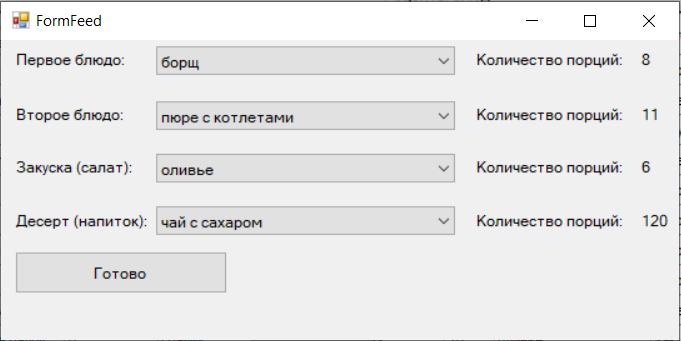 FormFeed
Первое блюдо: борщ Количество порций: 8
Второе блюдо: пюре с котлетами Количество порций: 11
Закуска (салат): оливье Количество порций: 6
Десерт (напиток): чай с сахаром Количество порций: 120
Готово